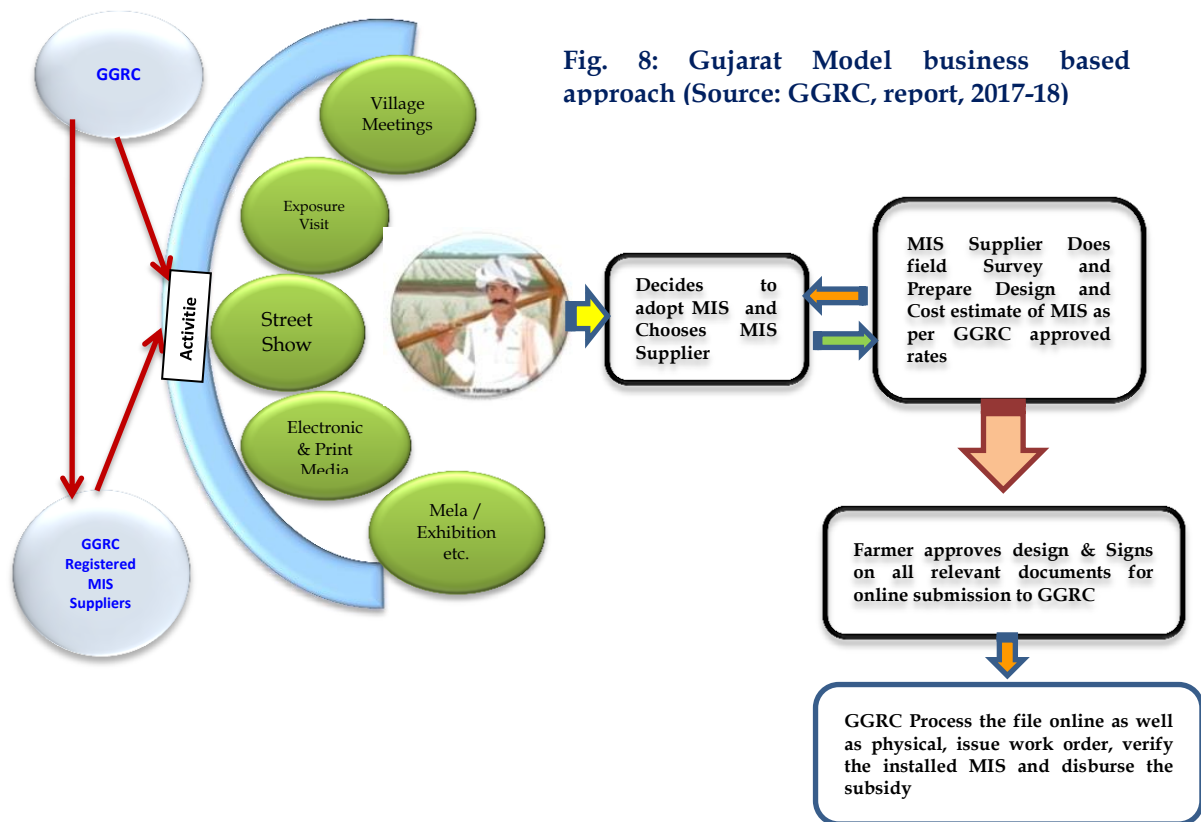 GGRC
Fig. 8: Gujarat Model business based
approach (Source: GGRC, report, 2017-18)
Village
Meetings
Exposure
Visit
Activitie
Street
Show
Electronic
& Print
Media
Mela /
Exhibition
etc.
GGRC
Registered
MIS
Suppliers
Decides to
adopt MIS and
Chooses MIS
Supplier
MIS Supplier Does
field Survey and
Prepare Design and
Cost estimate of MIS as
per GGRC approved
rates
Farmer approves design & Signs
on all relevant documents for
online submission to GGRC
GGRC Process the file online as well
as physical, issue work order, verify
the installed MIS and disburse the
subsidy